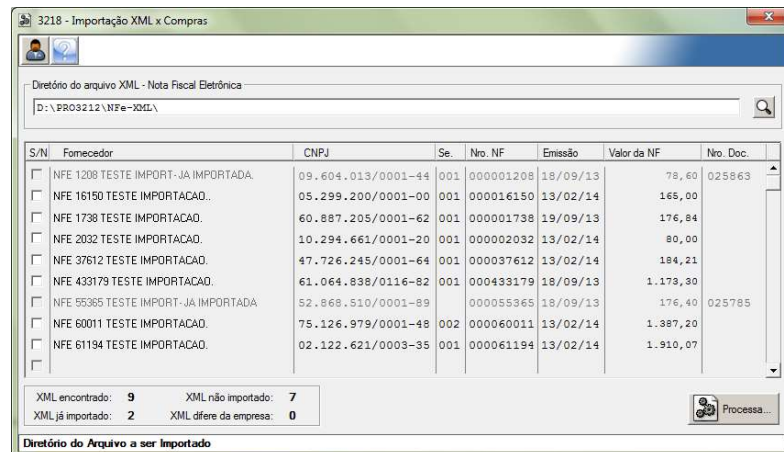 3218 - Importação XML x Compras
Diretório do arquivo XML - Nota Fiscal Eletrônica
D:\PRO3212\NFe-XML\
S/N Fornecedor CNPJ Se. Nro. NF Emissão Valor da NF Nro. Doc.
NFE 1208 TESTE IMPORT- JA IMPORTADA. 09.604.013/0001-44 001 000001208 18/09/13 78,60 025863
NFE 16150 TESTE IMPORTACAO.. 05.299.200/0001-00 001 000016150 13/02/14 165,00
NFE 1738 TESTE IMPORTACAO. 60.887.205/0001-62 001 000001738 19/09/13 176,84
NFE 2032 TESTE IMPORTACAO. 10.294.661/0001-20 001 000002032 13/02/14 80,00
NFE 37612 TESTE IMPORTACAO. 47.726.245/0001-64 001 000037612 13/02/14 184,21
NFE 433179 TESTE IMPORTACAO. 61.064.838/0116-82 001 000433179 18/09/13 1.173,30
NFE 55365 TESTE IMPORT- JA IMPORTADA 52.868.510/0001-89 000055365 18/09/13 176,40 025785
NFE 60011 TESTE IMPORTACAO. 75.126.979/0001-48 002 000060011 13/02/14 1.387,20
NFE 61194 TESTE IMPORTACAO. 02.122.621/0003-35 001 000061194 13/02/14 1.910,07
XML encontrado: 9 XML não importado: 7
XML já importado: 2 XML difere da empresa: 0
Processa...
Diretório do Arquivo a ser Importado